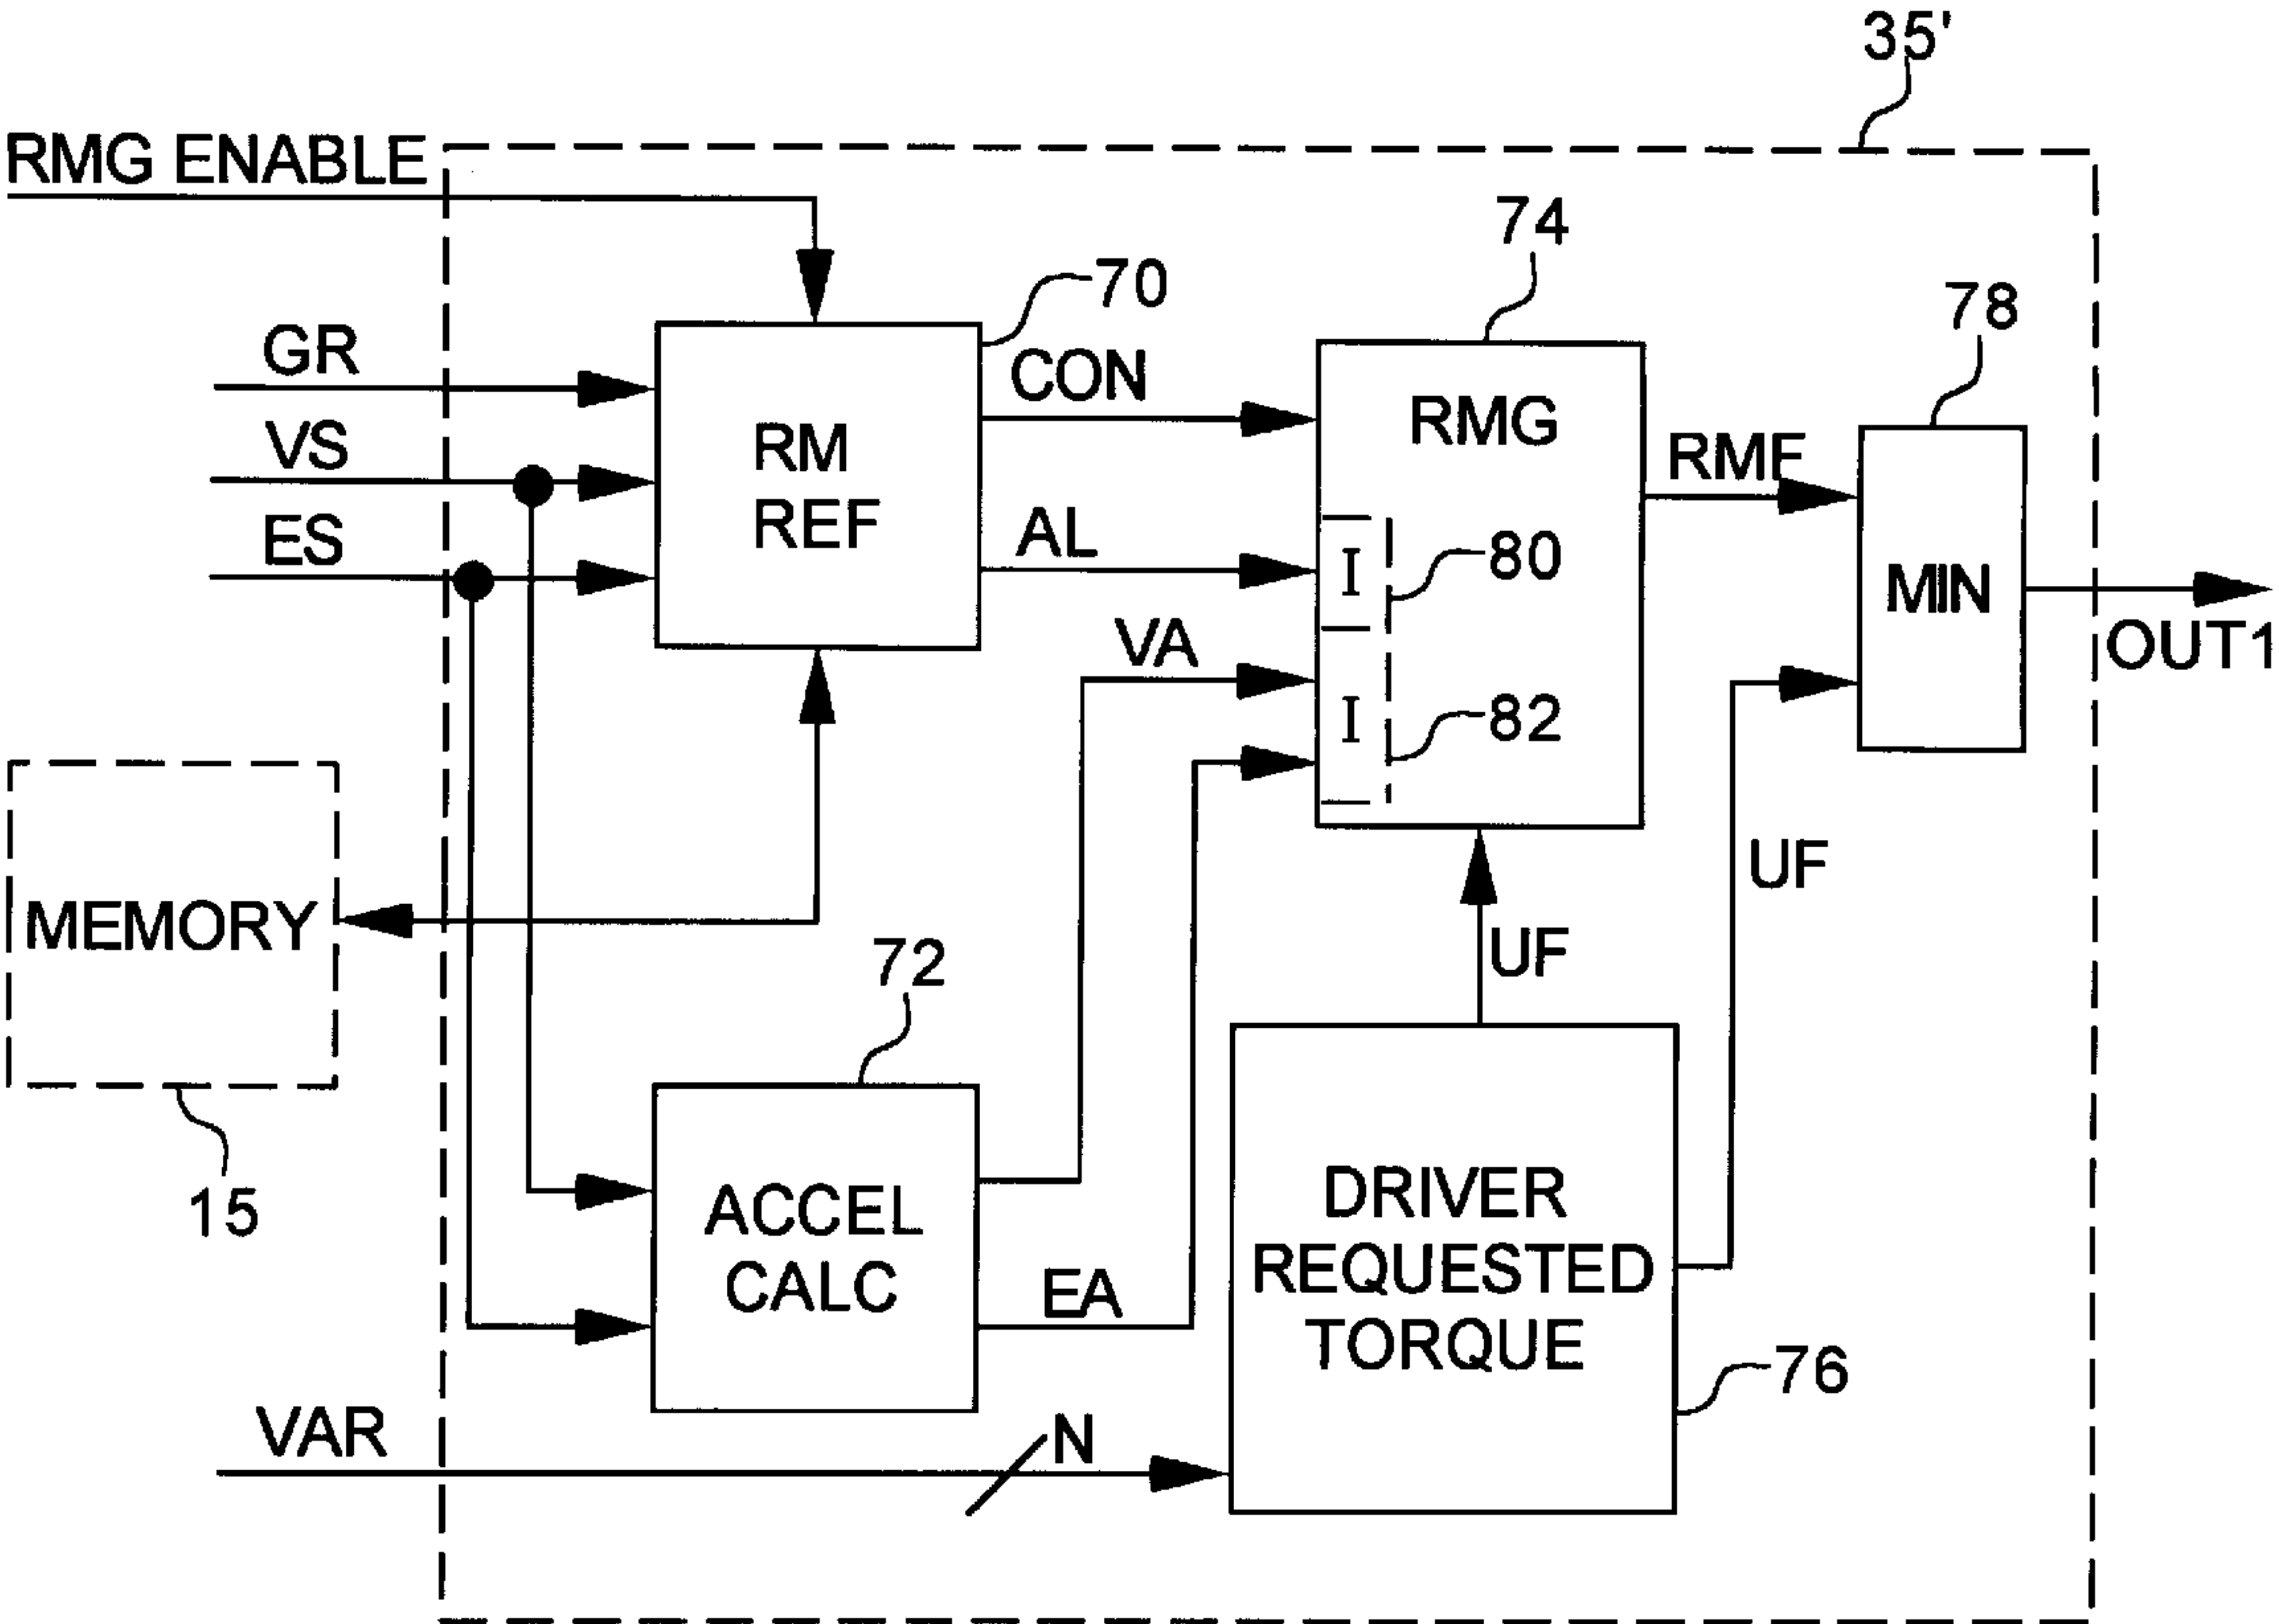 35'
RMG ENABLE
74
70
78
GR
CON
VS
RM
REF
RMG
RMF
ES
AL
I
80
MIN
VA
OUT1
I
82
UF
MEMORY
72
UF
15
ACCEL
CALC
EA
DRIVER
REQUESTED
TORQUE
76
VAR
N